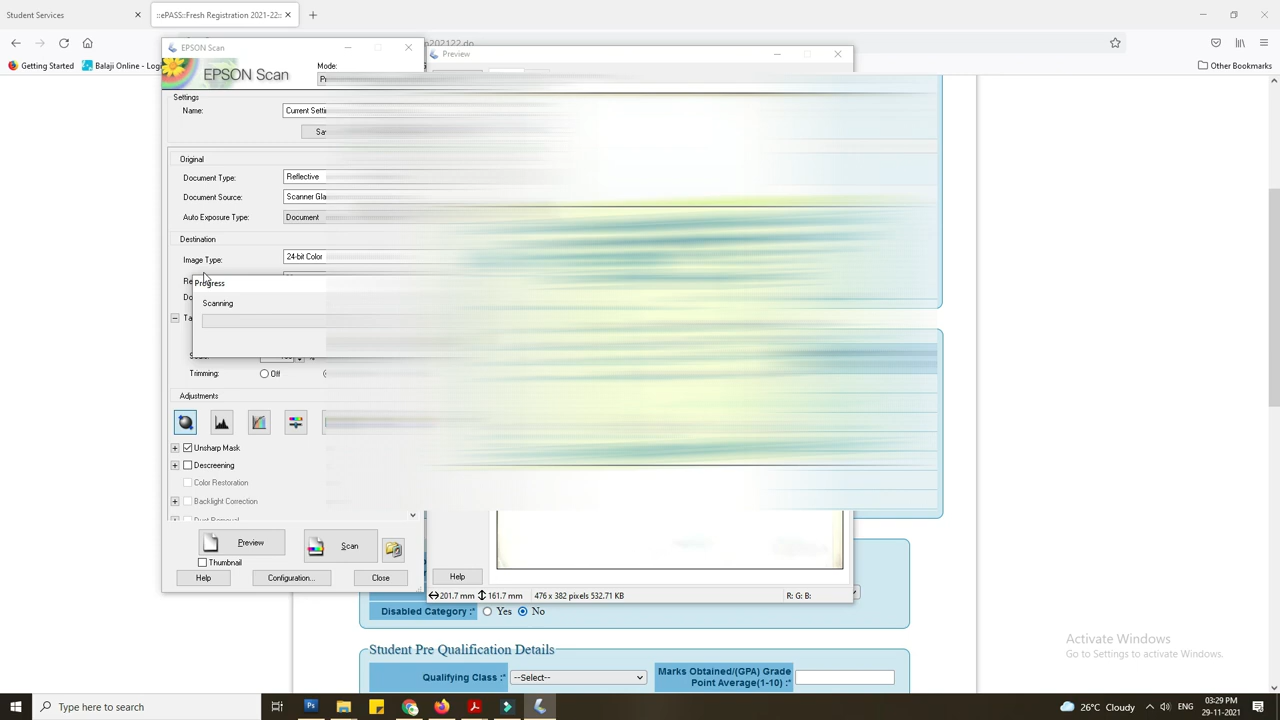 Student Services
::ePASS::Fresh Registration 2021-22::
Getting Started
Balaji Online - Log
Other Bookmarks
EPSON Scan
Preview
EPSON Scan
Mode:
Settings
Name:
Current Setti
Original
Document Type:
Reflective
Document Source:
Scanner Gla
Auto Exposure Type:
Document
Destination
Image Type:
24-bit Color
Progress
Scanning
Trimming:
Off
Adjustments
Unsharp Mask
Descreening
Color Restoration
Backlight Correction
Dust Removal
Preview
Scan
Thumbnail
Help
Configuration...
Close
Help
201.7 mm
161.7 mm
476 x 382 pixels 532.71 KB
R: G: B:
Disabled Category :*
Yes
No
Student Pre Qualification Details
Qualifying Class :*
--Select--
Marks Obtained/(GPA) Grade
Point Average(1-10) :*
Activate Windows
Go to Settings to activate Windows.
Type here to search
26°C Cloudy
ENG
03:29 PM
29-11-2021